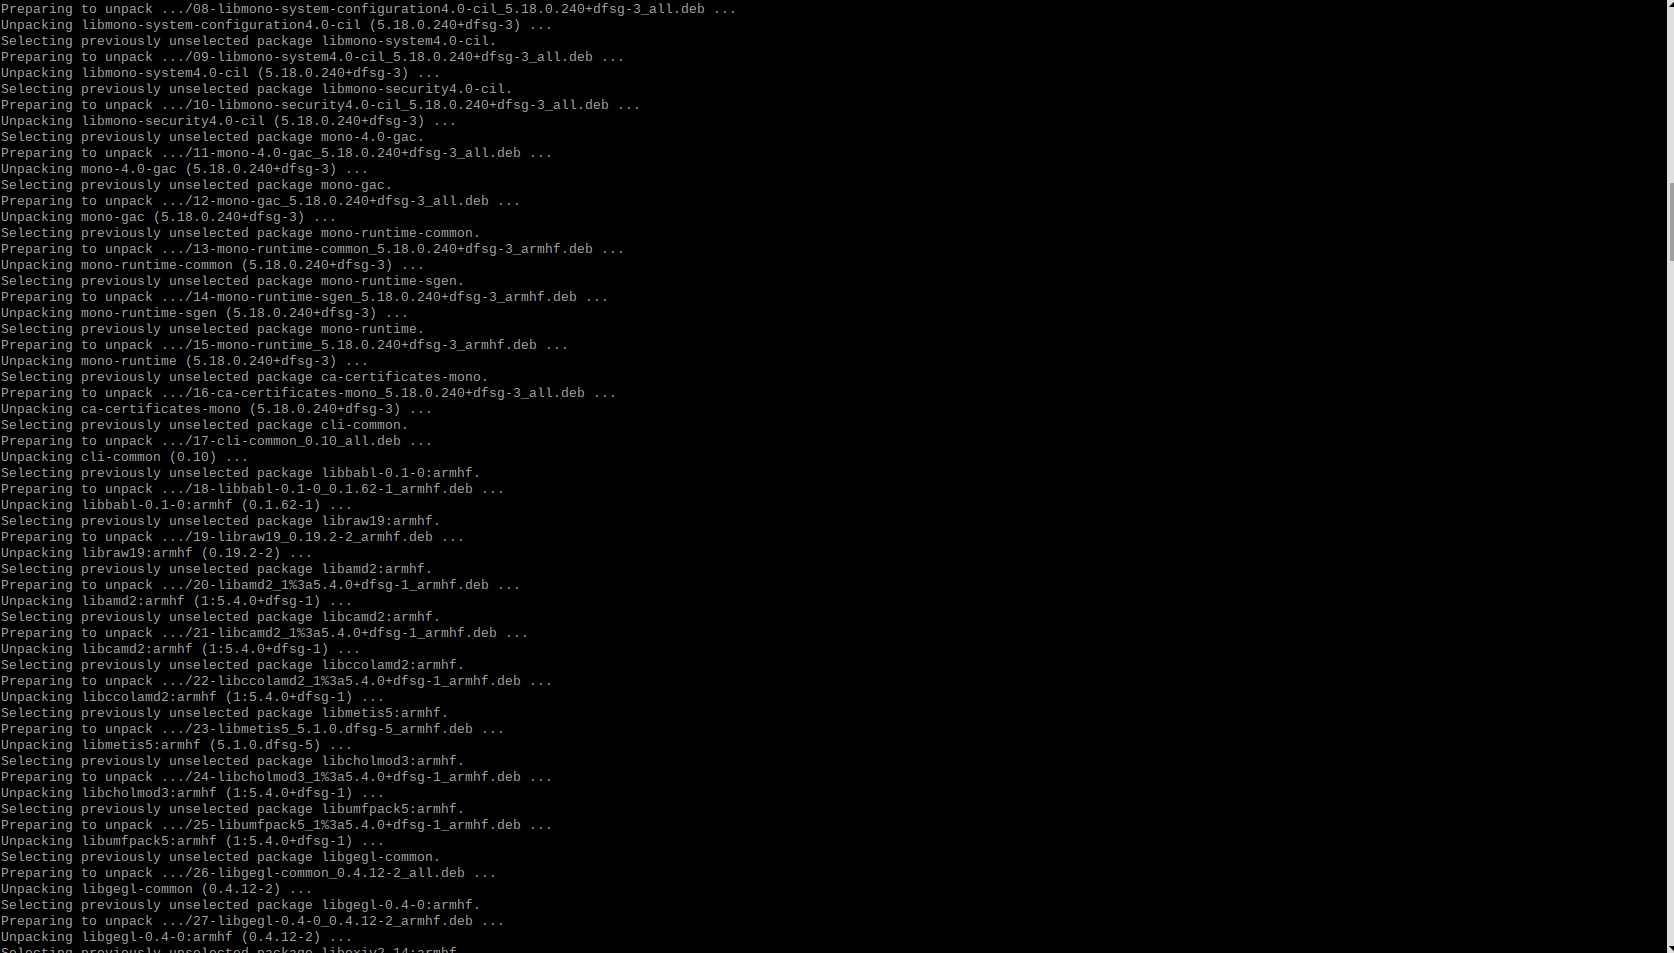 Preparing to unpack .../08-libmono-system-configuration4.0-cil_5.18.0.240+dfsg-3_all.deb ...
Unpacking libmono-system-configuration4.0-cil (5.18.0.240+dfsg-3) ...
Selecting previously unselected package libmono-system4.0-cil.
Preparing to unpack .../09-libmono-system4.0-cil_5.18.0.240+dfsg-3_all.deb ...
Unpacking libmono-system4.0-cil (5.18.0.240+dfsg-3) ...
Selecting previously unselected package libmono-security4.0-cil.
Preparing to unpack .../10-libmono-security4.0-cil_5.18.0.240+dfsg-3_all.deb ...
Unpacking libmono-security4.0-cil (5.18.0.240+dfsg-3) ...
Selecting previously unselected package mono-4.0-gac.
Preparing to unpack .../11-mono-4.0-gac_5.18.0.240+dfsg-3_all.deb ...
Unpacking mono-4.0-gac (5.18.0.240+dfsg-3) ...
Selecting previously unselected package mono-gac.
Preparing to unpack .../12-mono-gac_5.18.0.240+dfsg-3_all.deb ...
Unpacking mono-gac (5.18.0.240+dfsg-3) ...
Selecting previously unselected package mono-runtime-common.
Preparing to unpack .../13-mono-runtime-common_5.18.0.240+dfsg-3_armhf.deb ...
Unpacking mono-runtime-common (5.18.0.240+dfsg-3) ...
Selecting previously unselected package mono-runtime-sgen.
Preparing to unpack .../14-mono-runtime-sgen_5.18.0.240+dfsg-3_armhf.deb ...
Unpacking mono-runtime-sgen (5.18.0.240+dfsg-3) ...
Selecting previously unselected package mono-runtime.
Preparing to unpack .../15-mono-runtime_5.18.0.240+dfsg-3_armhf.deb ...
Unpacking mono-runtime (5.18.0.240+dfsg-3) ...
Selecting previously unselected package ca-certificates-mono.
Preparing to unpack .../16-ca-certificates-mono_5.18.0.240+dfsg-3_all.deb ...
Unpacking ca-certificates-mono (5.18.0.240+dfsg-3) ...
Selecting previously unselected package cli-common.
Preparing to unpack .../17-cli-common_0.10_all.deb ...
Unpacking cli-common (0.10) ...
Selecting previously unselected package libbabl-0.1-0:armhf.
Preparing to unpack .../18-libbabl-0.1-0_0.1.62-1_armhf.deb ...
Unpacking libbabl-0.1-0:armhf (0.1.62-1) ...
Selecting previously unselected package libraw19:armhf.
Preparing to unpack .../19-libraw19_0.19.2-2_armhf.deb ...
Unpacking libraw19:armhf (0.19.2-2) ...
Selecting previously unselected package libamd2:armhf.
Preparing to unpack .../20-libamd2_1%3a5.4.0+dfsg-1_armhf.deb ...
Unpacking libamd2:armhf (1:5.4.0+dfsg-1) ...
Selecting previously unselected package libcamd2:armhf.
Preparing to unpack .../21-libcamd2_1%3a5.4.0+dfsg-1_armhf.deb ...
Unpacking libcamd2:armhf (1:5.4.0+dfsg-1) ...
Selecting previously unselected package libccolamd2:armhf.
Preparing to unpack .../22-libccolamd2_1%3a5.4.0+dfsg-1_armhf.deb ...
Unpacking libccolamd2:armhf (1:5.4.0+dfsg-1) ...
Selecting previously unselected package libmetis5:armhf.
Preparing to unpack .../23-libmetis5_5.1.0.dfsg-5_armhf.deb ...
Unpacking libmetis5:armhf (5.1.0.dfsg-5) ...
Selecting previously unselected package libcholmod3:armhf.
Preparing to unpack .../24-libcholmod3_1%3a5.4.0+dfsg-1_armhf.deb ...
Unpacking libcholmod3:armhf (1:5.4.0+dfsg-1) ...
Selecting previously unselected package libumfpack5:armhf.
Preparing to unpack .../25-libumfpack5_1%3a5.4.0+dfsg-1_armhf.deb ...
Unpacking libumfpack5:armhf (1:5.4.0+dfsg-1) ...
Selecting previously unselected package libgegl-common.
Preparing to unpack .../26-libgegl-common_0.4.12-2_all.deb ...
Unpacking libgegl-common (0.4.12-2) ...
Selecting previously unselected package libgegl-0.4-0:armhf.
Preparing to unpack .../27-libgegl-0.4-0_0.4.12-2_armhf.deb ...
Unpacking libgegl-0.4-0:armhf (0.4.12-2) ...
Selecting previously unselected package libexiv2-14:armhf.